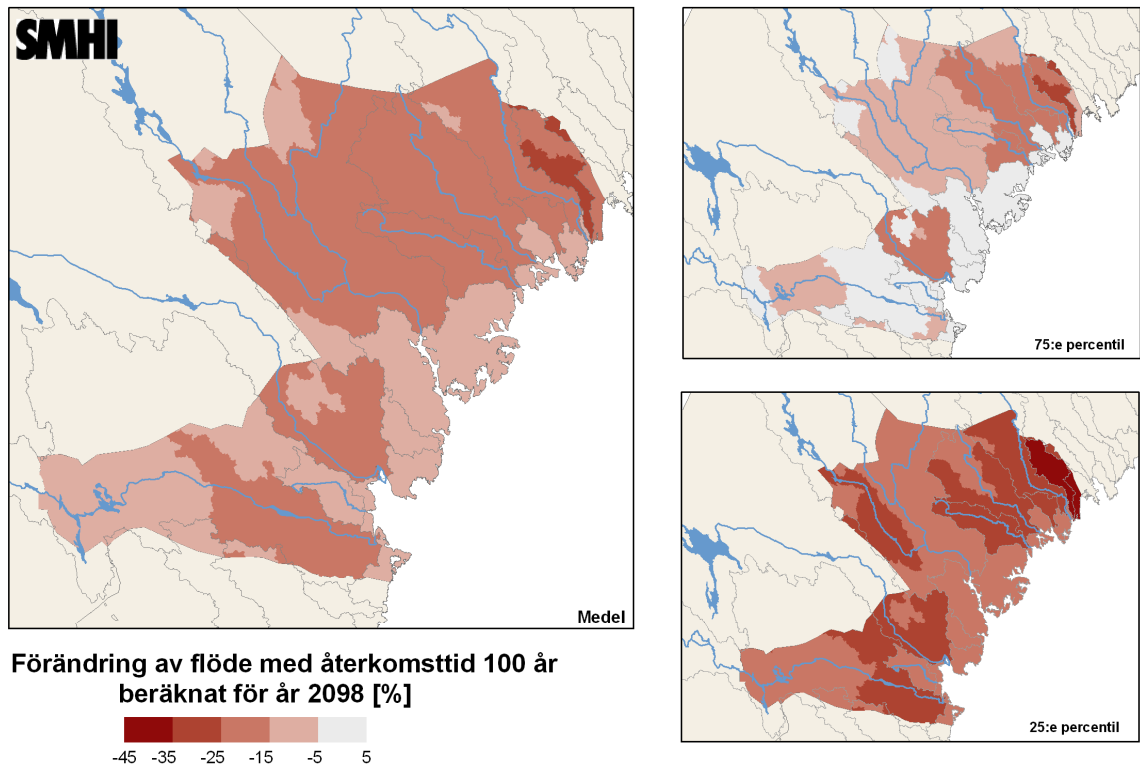 SMHI
Medel
75:e percentil
25:e percentil
Förändring av flöde med återkomsttid 100 år
beräknat för år 2098 [%]
-45 -35 -25 -15 -5 5